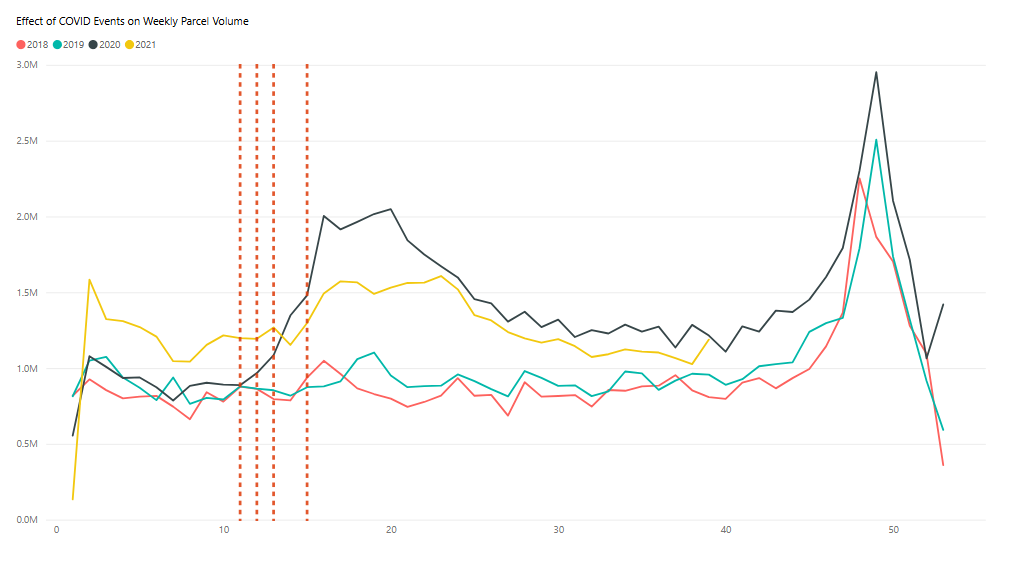 Effect of COVID Events on Weekly Parcel Volume
2018 2019 2020 2021
3.0M
2.5M
2.0M
1.5M
1.0M
0.5M
0.0M
0 10 20 30 40 50